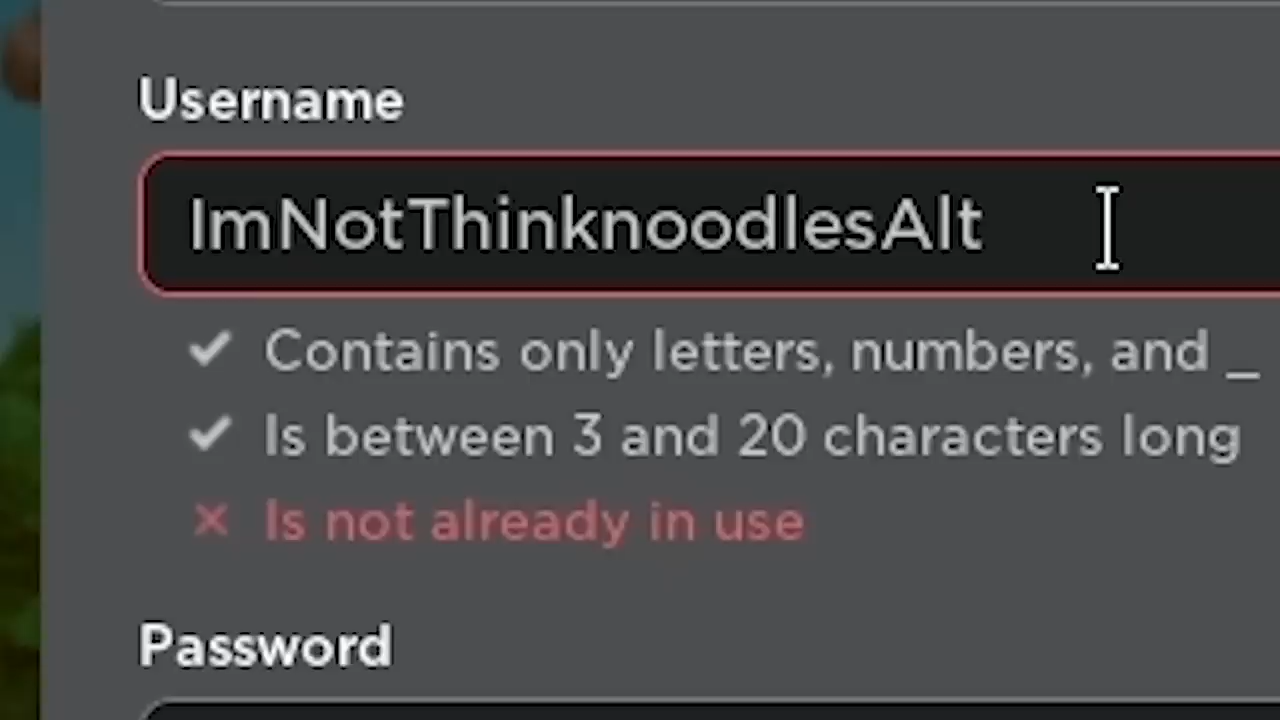 Username
ImNotThinknoodlesAlt
✔ Contains only letters, numbers, and _
✔ Is between 3 and 20 characters long
✕ Is not already in use
Password